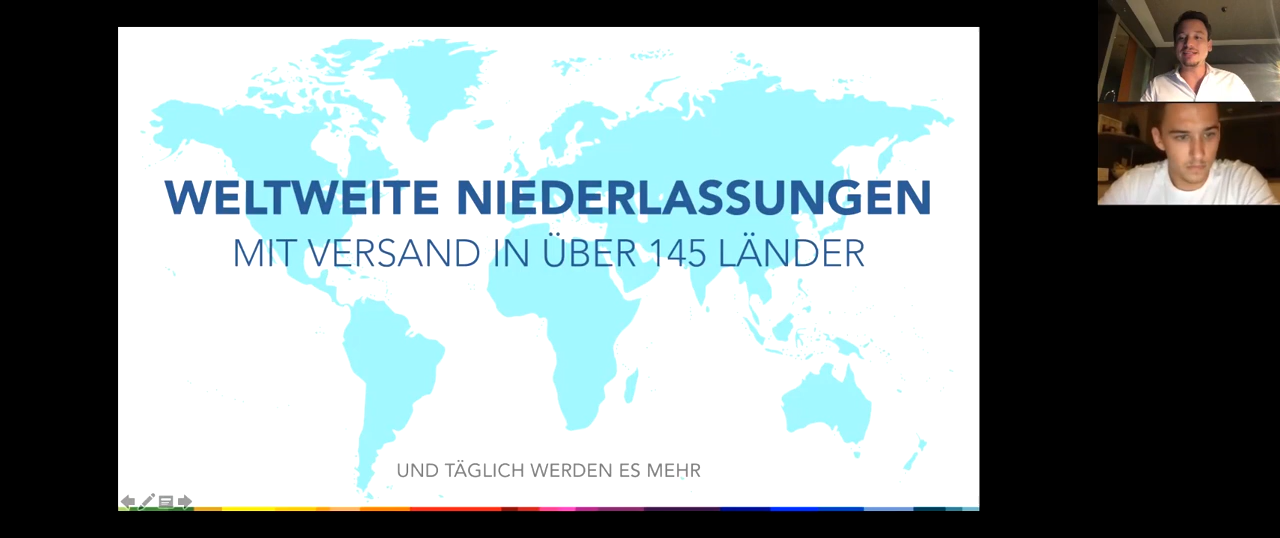 WELTWEITE NIEDERLASSUNGEN
MIT VERSAND IN ÜBER 145 LÄNDER
UND TÄGLICH WERDEN ES MEHR